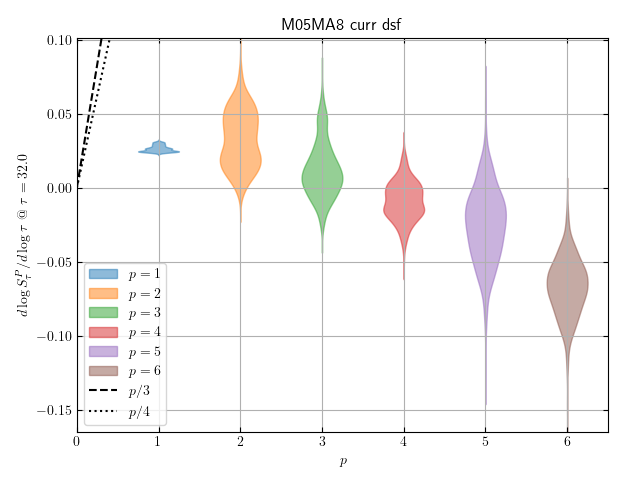 M05MA8 curr dsf
0.10
0.05
0.00
−0.05
−0.10
−0.15
d log S_τ^P / d log τ @ τ = 32.0
p = 1
p = 2
p = 3
p = 4
p = 5
p = 6
p/3
p/4
0 1 2 3 4 5 6
p